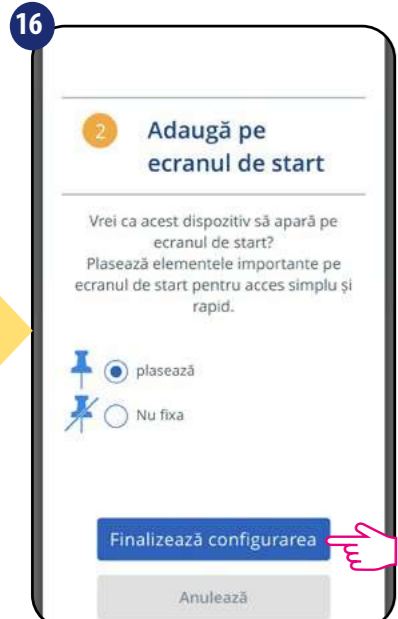 16
2
Adaugă pe
ecranul de start
Vrei ca acest dispozitiv să apară pe
ecranul de start?
Plasează elementele importante pe
ecranul de start pentru acces simplu și
rapid.
plasează
Nu fixa
Finalizează configurarea
Anulează